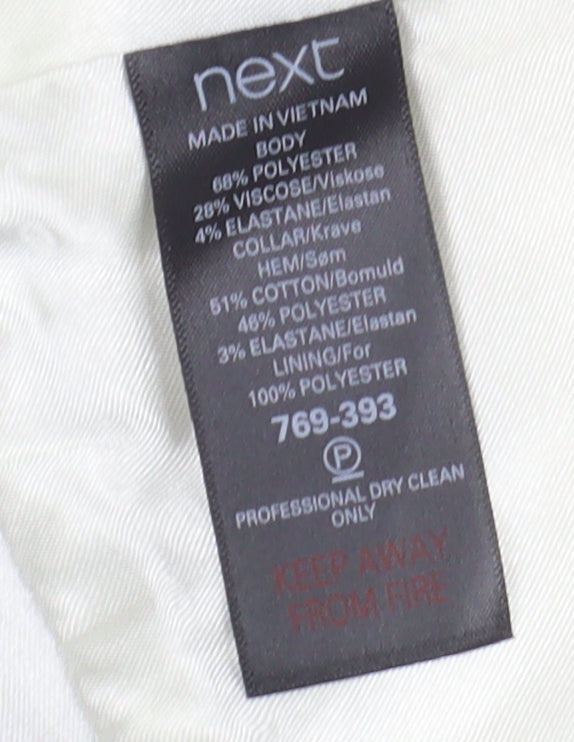 next
MADE IN VIETNAM
BODY
68% POLYESTER
28% VISCOSE/Viskose
4% ELASTANE/Elastan
COLLAR/Krave
HEM/Søm
51% COTTON/Bomuld
46% POLYESTER
3% ELASTANE/Elastan
LINING/For
100% POLYESTER
769-393
P
PROFESSIONAL DRY CLEAN
ONLY
KEEP AWAY
FROM FIRE